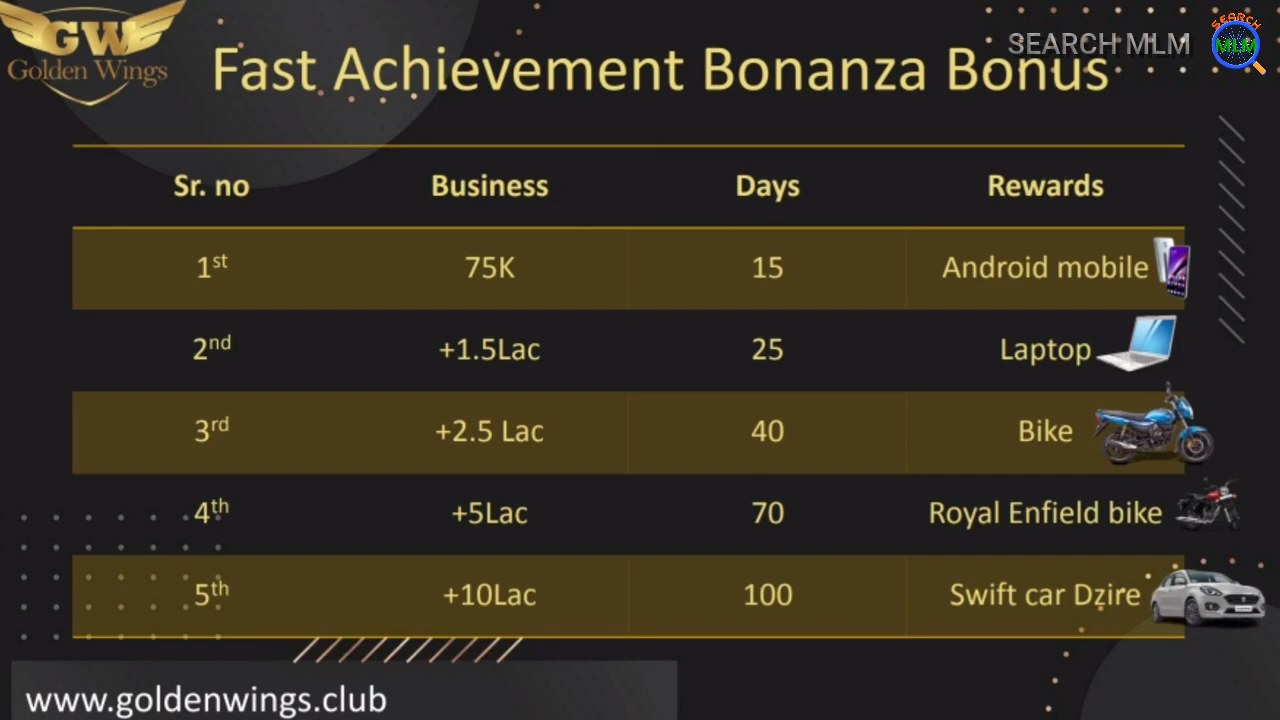 GW
Golden Wings
SEARCH MLM
SEARCH
MLM
Fast Achievement Bonanza Bonus
Sr. no Business Days Rewards
1st 75K 15 Android mobile
2nd +1.5Lac 25 Laptop
3rd +2.5 Lac 40 Bike
4th +5Lac 70 Royal Enfield bike
5th +10Lac 100 Swift car Dzire
www.goldenwings.club